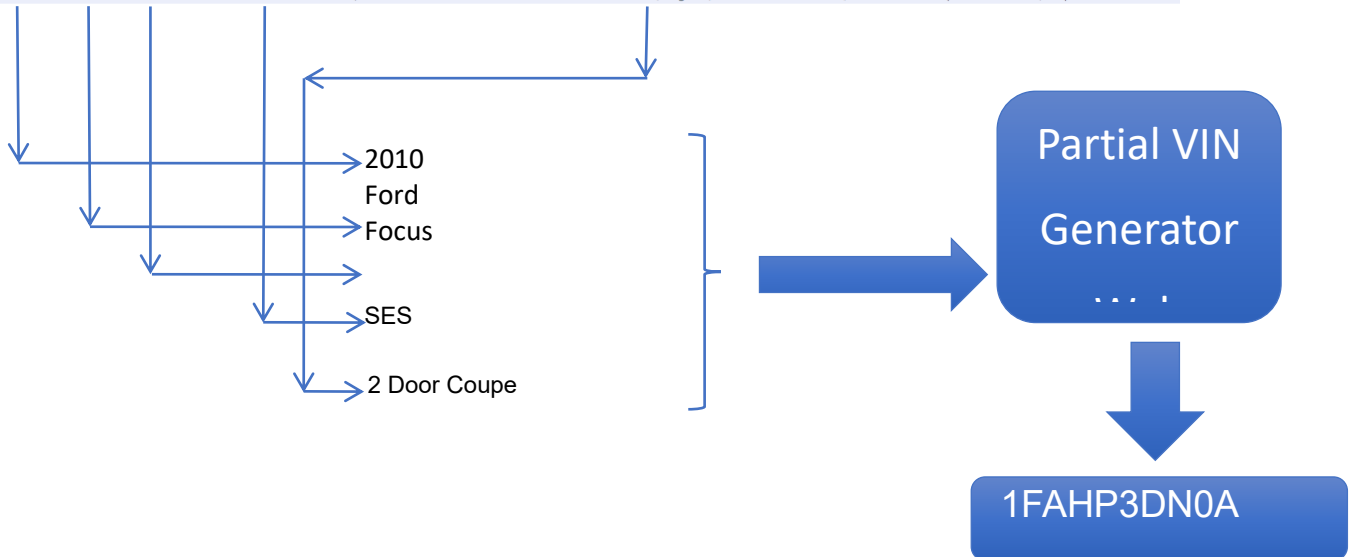 2010
Ford
Focus
SES
2 Door Coupe
Partial VIN
Generator
1FAHP3DN0A